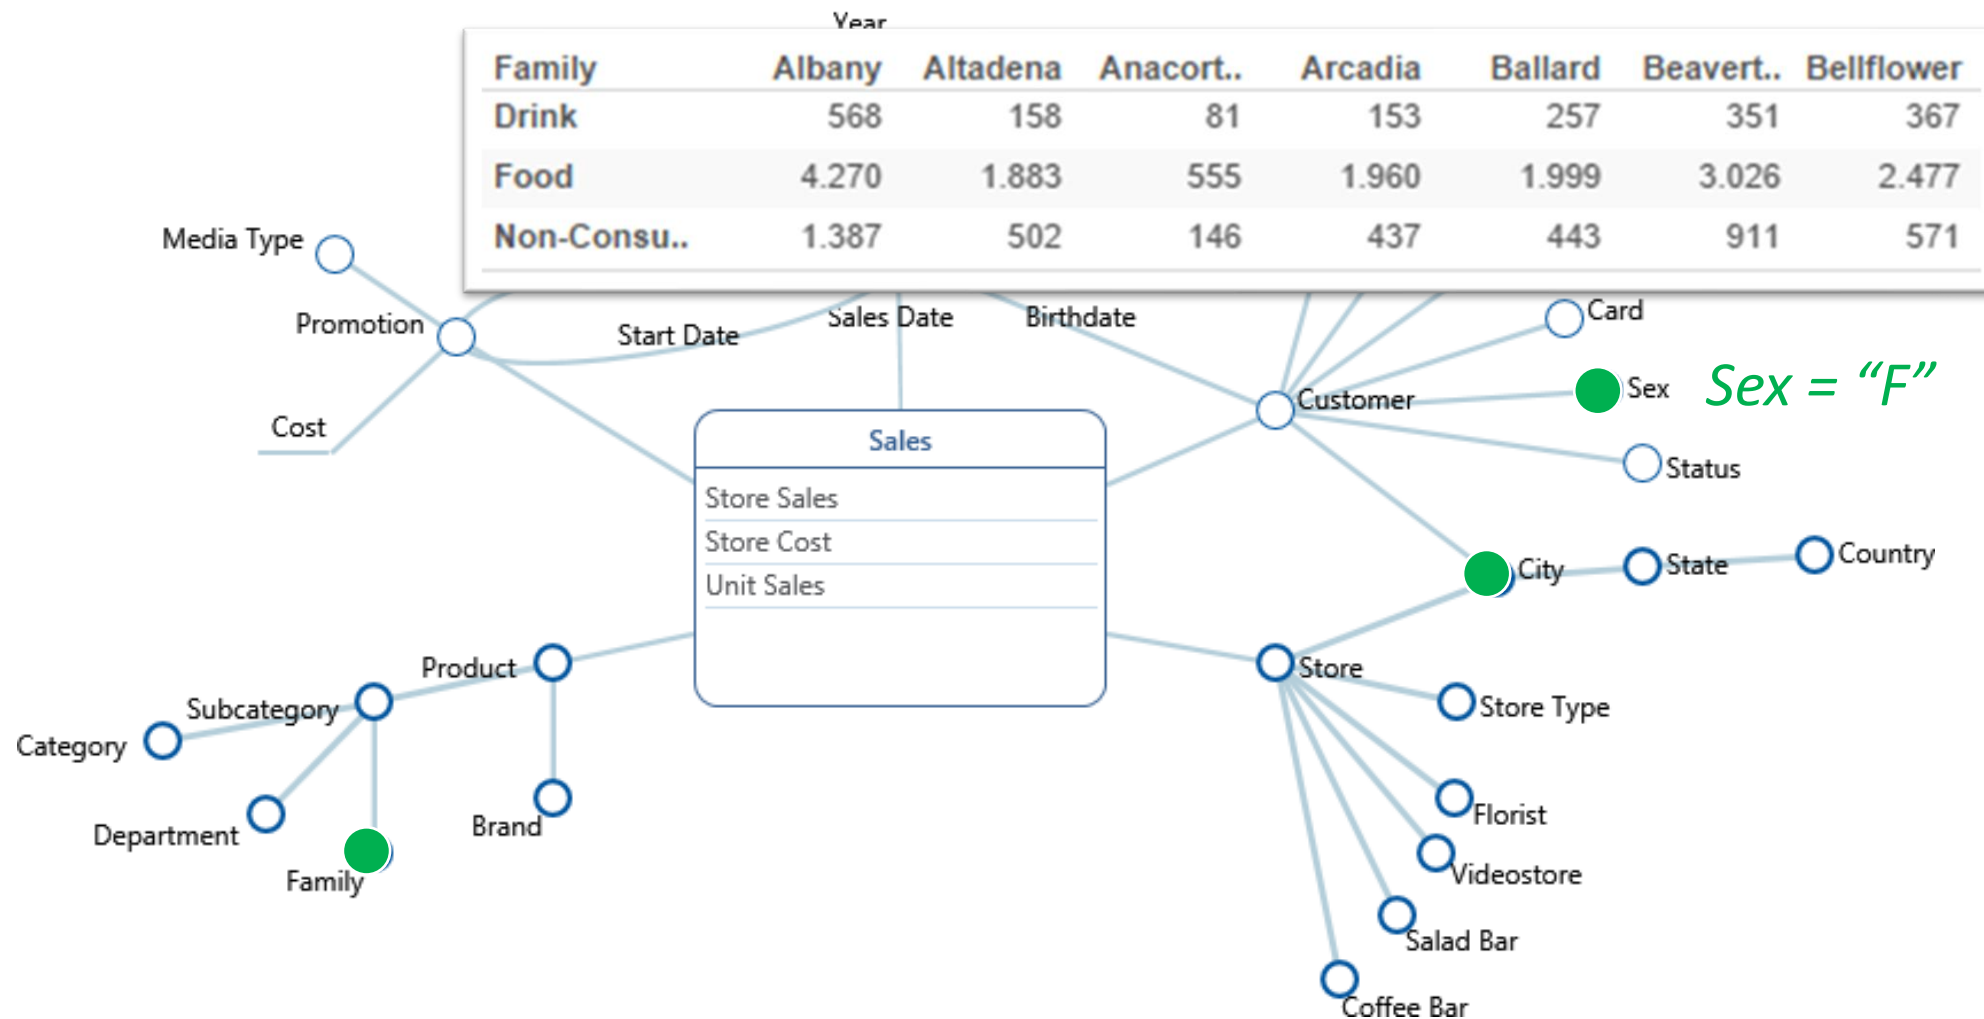 Year
Family Albany Altadena Anacort.. Arcadia Ballard Beavert.. Bellflower
Drink 568 158 81 153 257 351 367
Food 4.270 1.883 555 1.960 1.999 3.026 2.477
Non-Consu.. 1.387 502 146 437 443 911 571
Media Type
Promotion
Start Date
Sales Date
Birthdate
Card
Cost
Customer
Sex
Sex = “F”
Status
Sales
Store Sales
Store Cost
Unit Sales
City
State
Country
Product
Subcategory
Category
Department
Family
Brand
Store
Store Type
Florist
Videostore
Salad Bar
Coffee Bar